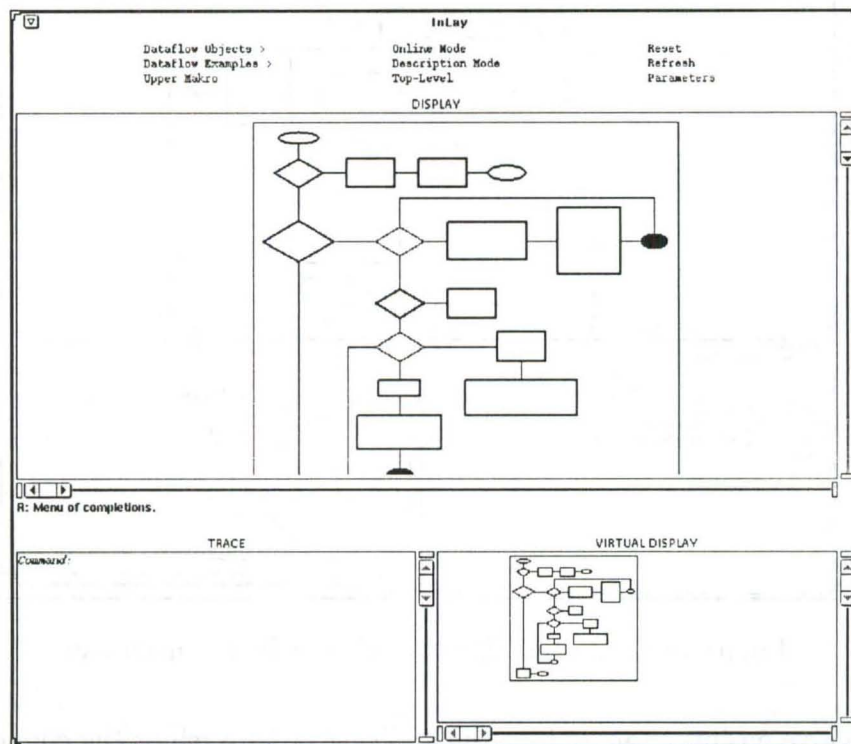 InLay
Dataflow Objects > Online Mode Reset
Dataflow Examples > Description Mode Refresh
Upper Makro Top-Level Parameters
DISPLAY
R: Menu of completions.
TRACE VIRTUAL DISPLAY
Command: